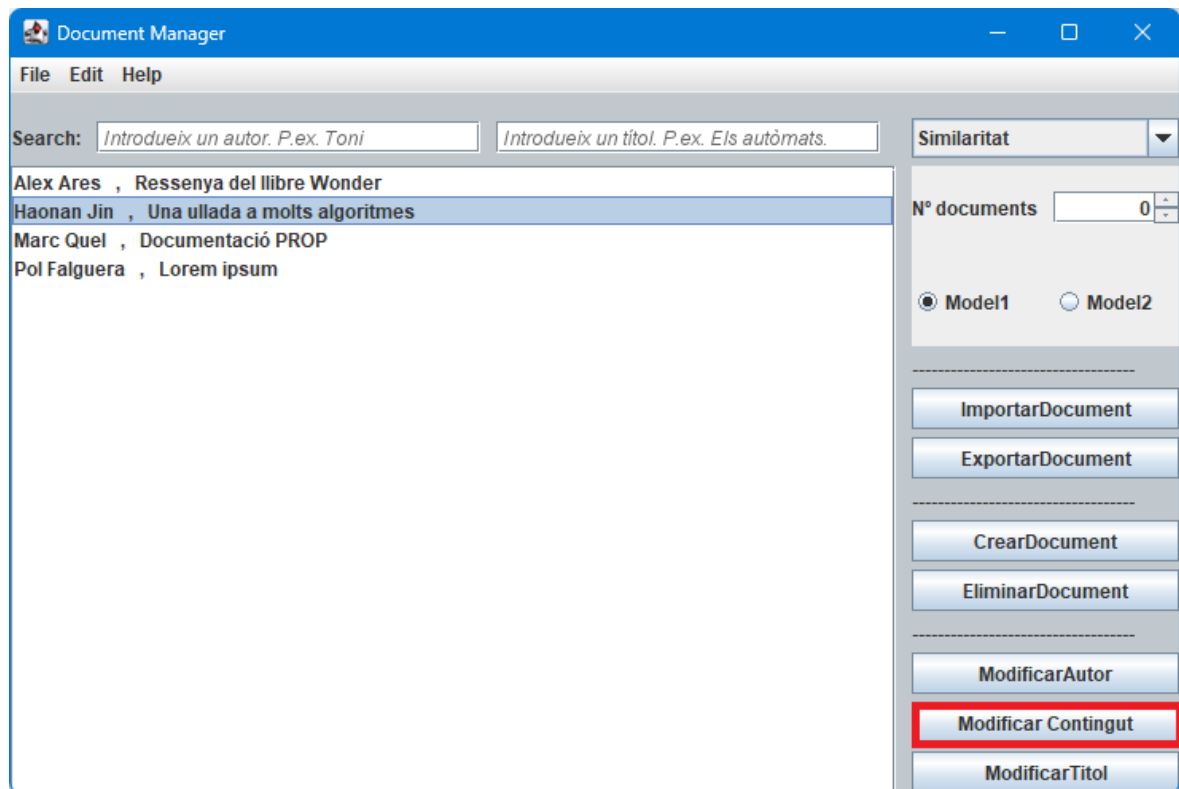 Document Manager
File Edit Help
Search: Introdueix un autor. P.ex. Toni Introdueix un títol. P.ex. Els autòmats. Similaritat
Alex Ares , Ressenya del llibre Wonder
Haonan Jin , Una ullada a molts algoritmes
Marc Quel , Documentació PROP
Pol Falguera , Lorem ipsum
Nº documents 0
Model1 Model2
-----------------------------------
ImportarDocument
ExportarDocument
-----------------------------------
CrearDocument
EliminarDocument
-----------------------------------
ModificarAutor
Modificar Contingut
ModificarTitol